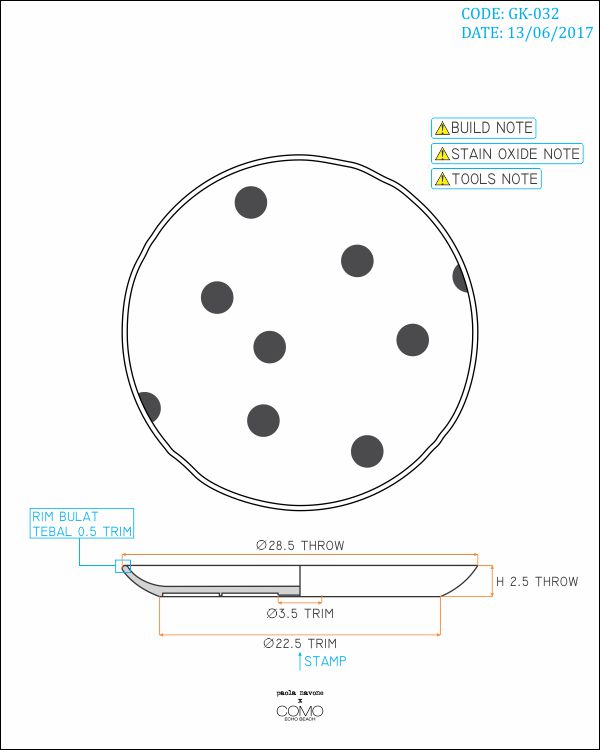 CODE: GK-032
DATE: 13/06/2017
BUILD NOTE
STAIN OXIDE NOTE
TOOLS NOTE
RIM BULAT
TEBAL 0.5 TRIM
Ø28.5 THROW
H 2.5 THROW
Ø3.5 TRIM
Ø22.5 TRIM
STAMP
paola navone
x
COMO
ECHO BEACH